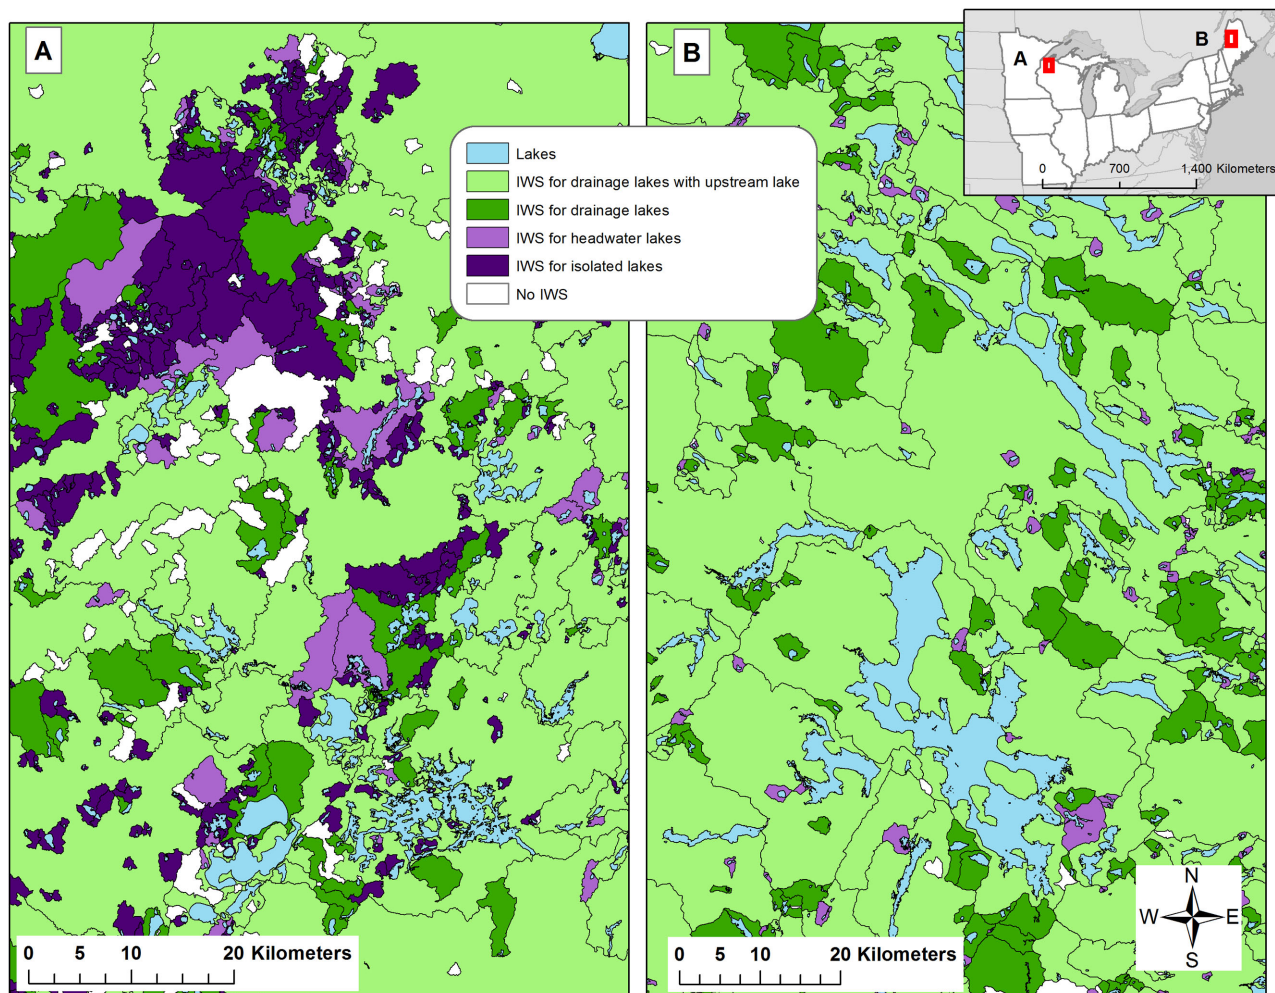 A
B
A
B
0 700 1,400 Kilometers
Lakes
IWS for drainage lakes with upstream lake
IWS for drainage lakes
IWS for headwater lakes
IWS for isolated lakes
No IWS
N
W E
S
0 5 10 20 Kilometers
0 5 10 20 Kilometers